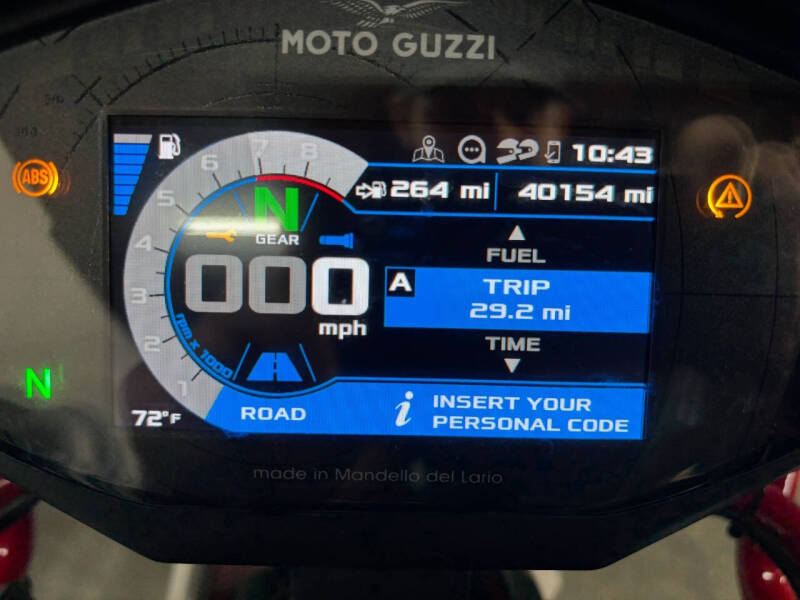 MOTO GUZZI
10:43
264 mi
40154 mi
ABS
1
2
3
4
5
6
7
8
rpm x 1000
N
GEAR
000
mph
FUEL
A
TRIP
29.2 mi
TIME
N
72°F
ROAD
i
INSERT YOUR
PERSONAL CODE
made in Mandello del Lario